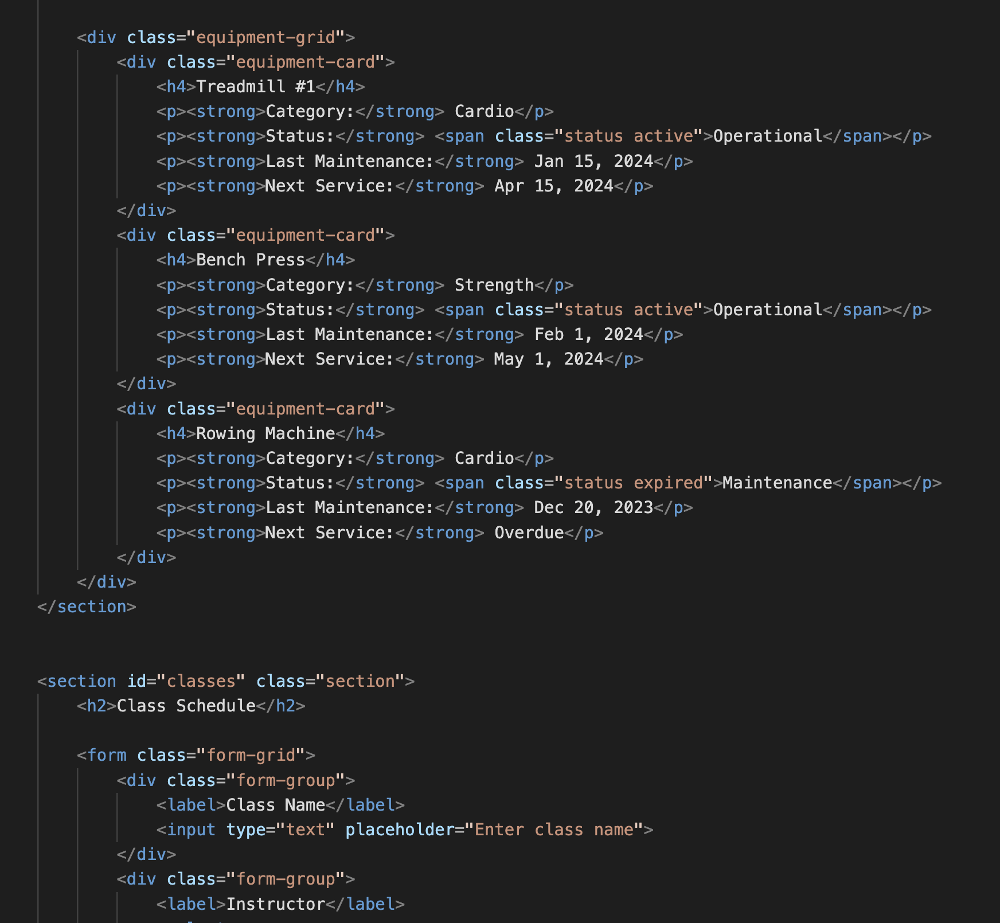 <div class="equipment-grid">
<div class="equipment-card">
<h4>Treadmill #1</h4>
<p><strong>Category:</strong> Cardio</p>
<p><strong>Status:</strong> <span class="status active">Operational</span></p>
<p><strong>Last Maintenance:</strong> Jan 15, 2024</p>
<p><strong>Next Service:</strong> Apr 15, 2024</p>
</div>
<div class="equipment-card">
<h4>Bench Press</h4>
<p><strong>Category:</strong> Strength</p>
<p><strong>Status:</strong> <span class="status active">Operational</span></p>
<p><strong>Last Maintenance:</strong> Feb 1, 2024</p>
<p><strong>Next Service:</strong> May 1, 2024</p>
</div>
<div class="equipment-card">
<h4>Rowing Machine</h4>
<p><strong>Category:</strong> Cardio</p>
<p><strong>Status:</strong> <span class="status expired">Maintenance</span></p>
<p><strong>Last Maintenance:</strong> Dec 20, 2023</p>
<p><strong>Next Service:</strong> Overdue</p>
</div>
</div>
</section>
<section id="classes" class="section">
<h2>Class Schedule</h2>
<form class="form-grid">
<div class="form-group">
<label>Class Name</label>
<input type="text" placeholder="Enter class name">
</div>
<div class="form-group">
<label>Instructor</label>